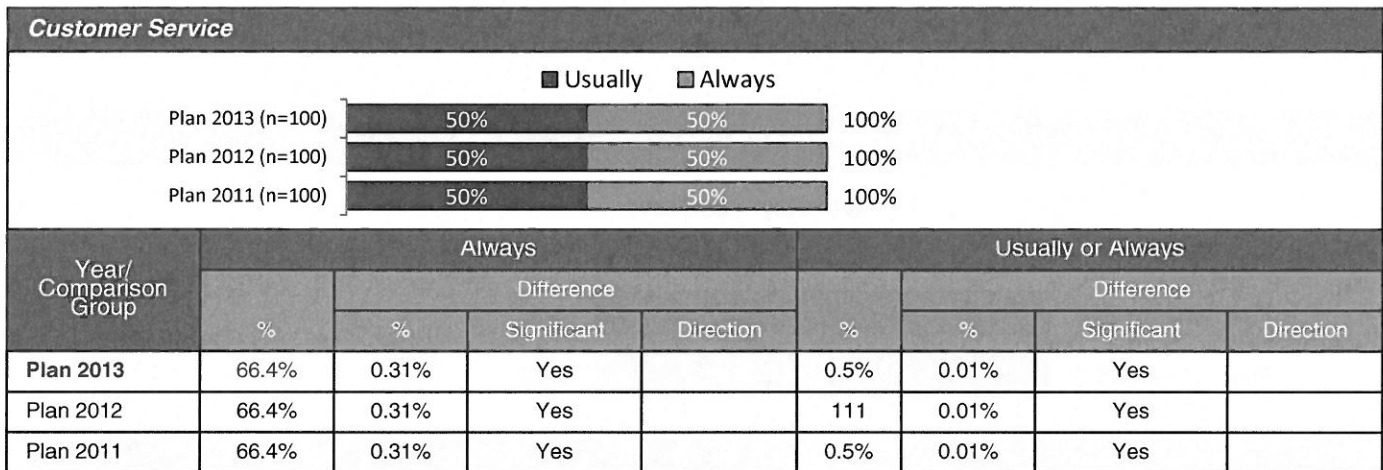 Customer Service
Usually Always
Plan 2013 (n=100) 50% 50% 100%
Plan 2012 (n=100) 50% 50% 100%
Plan 2011 (n=100) 50% 50% 100%
Year/
Comparison
Group
Always Usually or Always
Difference Difference
% % Significant Direction % % Significant Direction
Plan 2013 66.4% 0.31% Yes 0.5% 0.01% Yes
Plan 2012 66.4% 0.31% Yes 111 0.01% Yes
Plan 2011 66.4% 0.31% Yes 0.5% 0.01% Yes